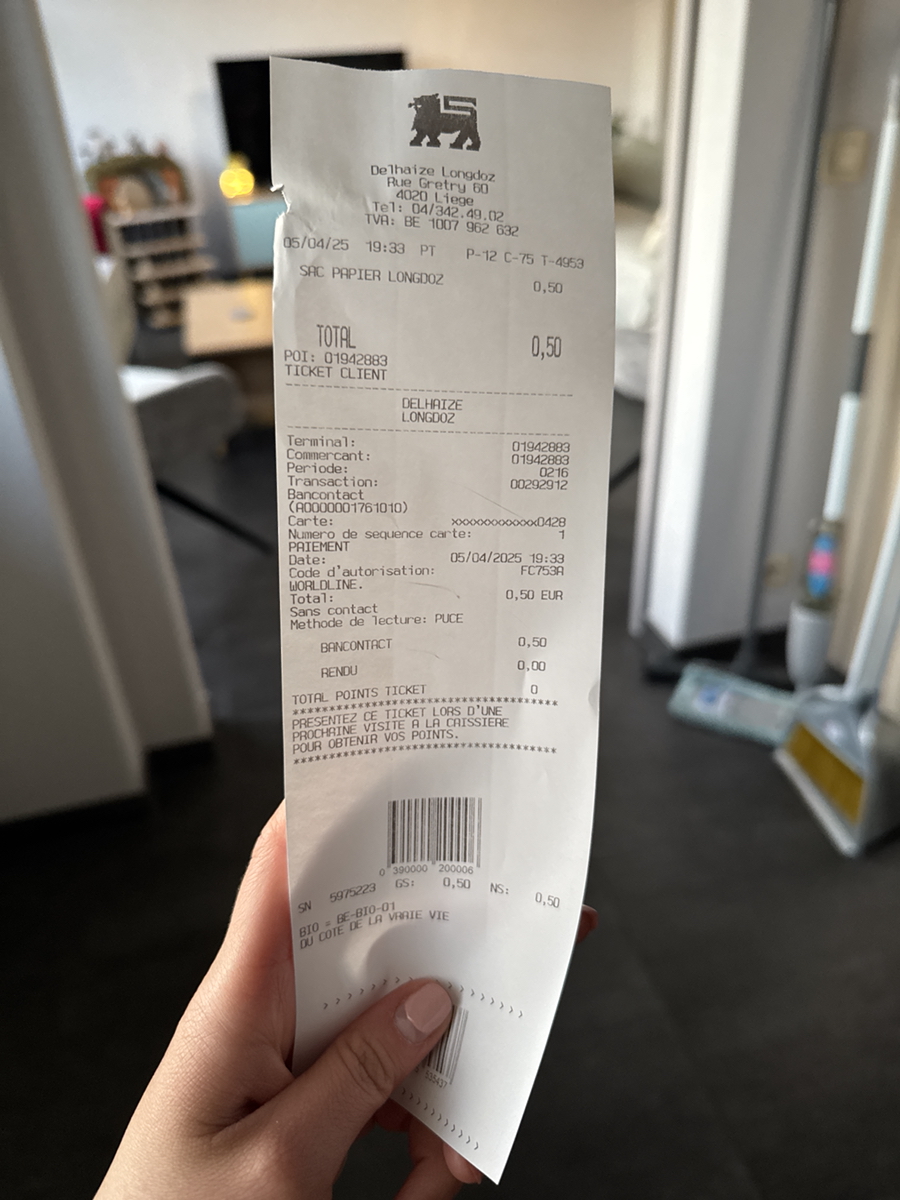 Delhaize Longdoz
Rue Gretry 60
4020 Liege
Tel: 04/342.49.02
TVA: BE 1007 962 632
05/04/25 19:33 PT P-12 C-75 T-4953
SAC PAPIER LONGDOZ 0,50
TOTAL 0,50
POI: 01942883
TICKET CLIENT
--------------------------------
DELHAIZE
LONGDOZ
--------------------------------
Terminal: 01942883
Commercant: 01942883
Periode: 0216
Transaction: 00292912
Bancontact
(A0000001761010)
Carte: xxxxxxxxxxxxx0428
Numero de sequence carte: 1
PAIEMENT
Date: 05/04/2025 19:33
Code d'autorisation: FC753A
WORLDLINE.
Total: 0,50 EUR
Sans contact
Methode de lecture: PUCE
BANCONTACT 0,50
RENDU 0,00
TOTAL POINTS TICKET 0
************************************
PRESENTEZ CE TICKET LORS D'UNE
PROCHAINE VISITE A LA CAISSIERE
POUR OBTENIR VOS POINTS.
************************************
0 390000 200006
SN 5975223 GS: 0,50 NS: 0,50
BIO = BE-BIO-01
DU COTE DE LA VRAIE VIE